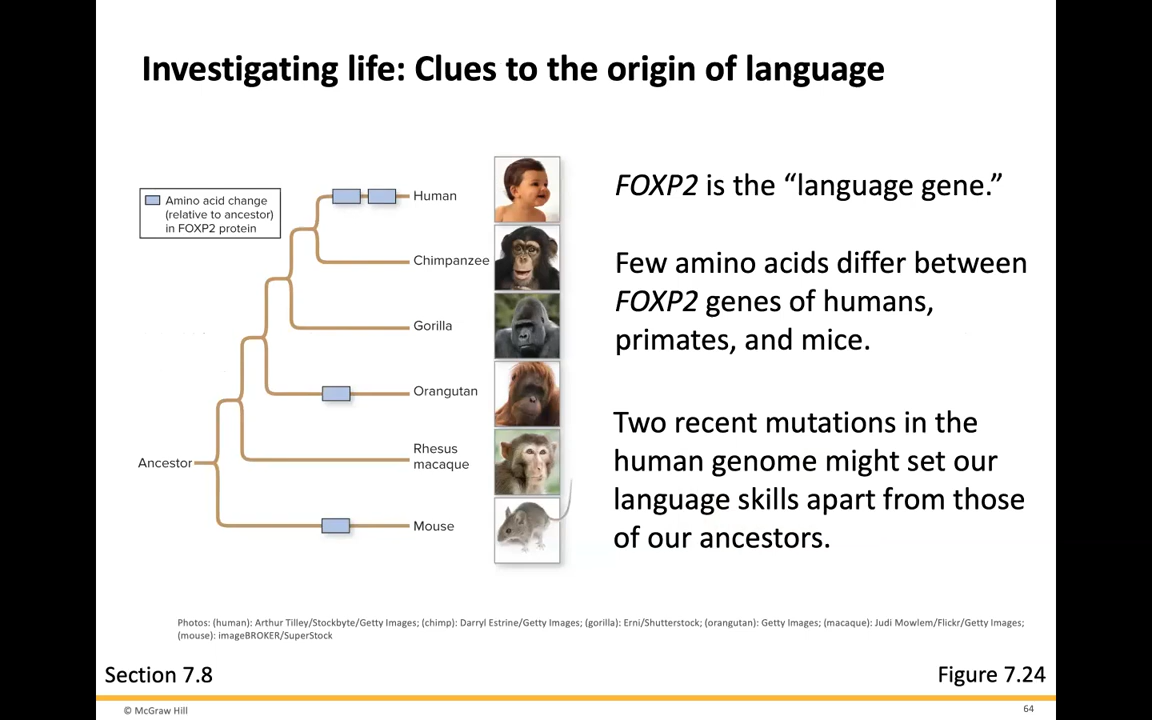 Investigating life: Clues to the origin of language
Amino acid change
(relative to ancestor)
in FOXP2 protein
Human
Chimpanzee
Gorilla
Orangutan
Rhesus
macaque
Ancestor
Mouse
FOXP2 is the “language gene.”
Few amino acids differ between
FOXP2 genes of humans,
primates, and mice.
Two recent mutations in the
human genome might set our
language skills apart from those
of our ancestors.
Photos: (human): Arthur Tilley/Stockbyte/Getty Images; (chimp): Darryl Estrine/Getty Images; (gorilla): Erni/Shutterstock; (orangutan): Getty Images; (macaque): Judi Mowlem/Flickr/Getty Images;
(mouse): imageBROKER/SuperStock
Section 7.8
Figure 7.24
© McGraw Hill
64